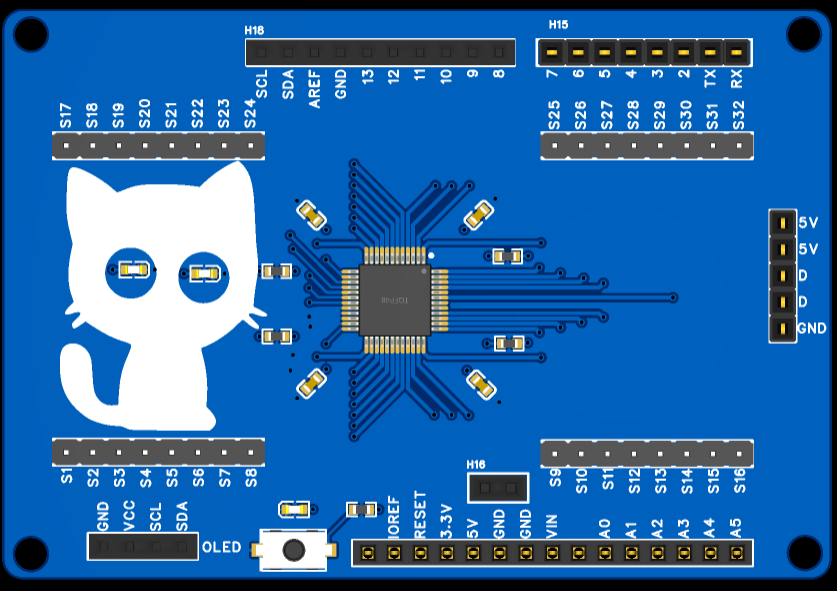 H18
H15
SCL SDA AREF GND 13 12 11 10 9 8
7 6 5 4 3 2 TX RX
S17 S18 S19 S20 S21 S22 S23 S24
S25 S26 S27 S28 S29 S30 S31 S32
5V
5V
D
D
GND
TQFP48
S1 S2 S3 S4 S5 S6 S7 S8
S9 S10 S11 S12 S13 S14 S15 S16
H16
GND VCC SCL SDA
OLED
IOREF RESET 3.3V 5V GND GND VIN A0 A1 A2 A3 A4 A5